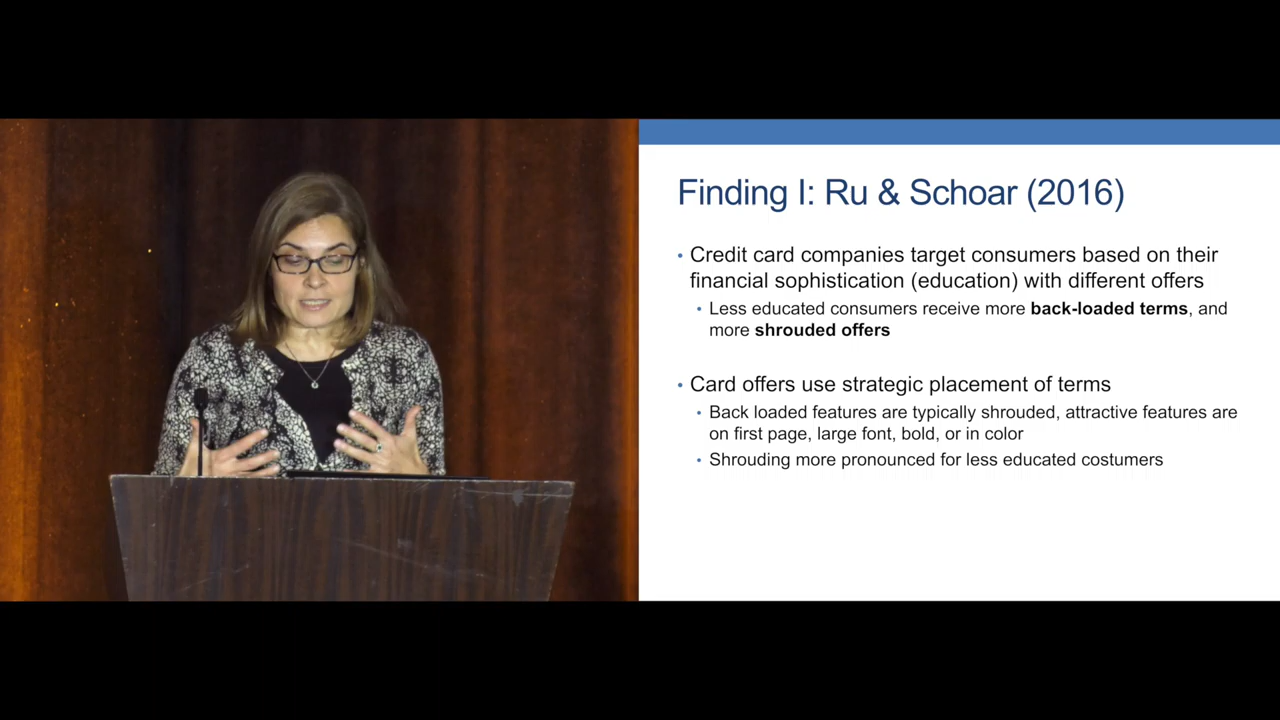 Finding I: Ru & Schoar (2016)
• Credit card companies target consumers based on their
financial sophistication (education) with different offers
• Less educated consumers receive more back-loaded terms, and
more shrouded offers
• Card offers use strategic placement of terms
• Back loaded features are typically shrouded, attractive features are
on first page, large font, bold, or in color
• Shrouding more pronounced for less educated costumers